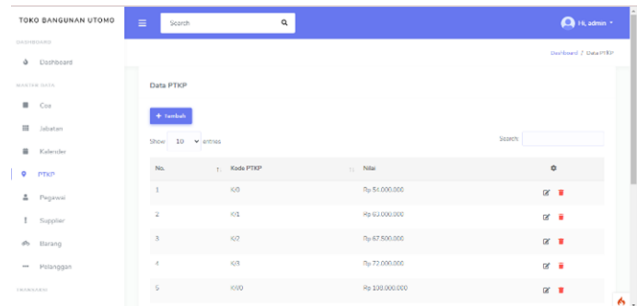 TOKO BANGUNAN UTOMO
Search
Hi, admin
DASHBOARD
Dashboard / Data PTKP
Dashboard
MASTER DATA
Coa
Jabatan
Kalender
PTKP
Pegawai
Supplier
Barang
Pelanggan
Data PTKP
+ Tambah
Show 10 entries
Search:
No. Kode PTKP Nilai
1 K/0 Rp 54.000.000
2 K/1 Rp 63.000.000
3 K/2 Rp 67.500.000
4 K/3 Rp 72.000.000
5 Rp 108.000.000